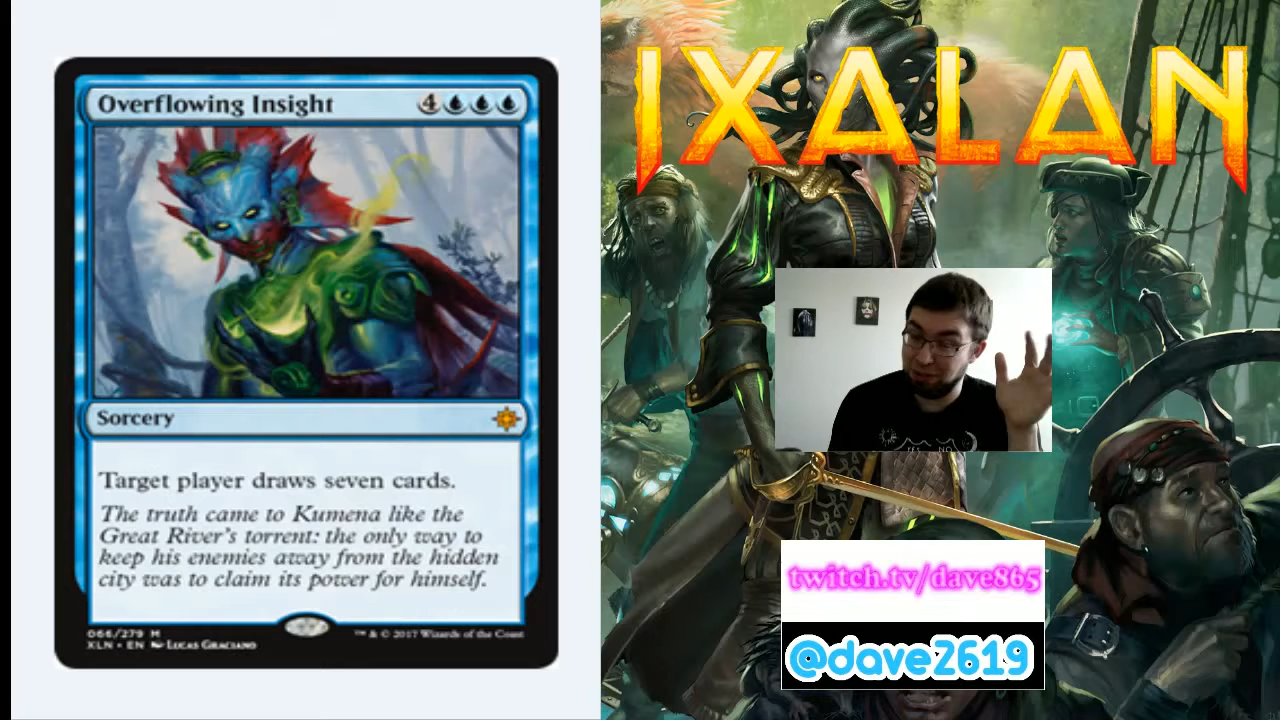 Overflowing Insight 4
Sorcery
Target player draws seven cards.
The truth came to Kumena like the
Great River's torrent: the only way to
keep his enemies away from the hidden
city was to claim its power for himself.
066/279 M
XLN • EN Lucas Graciano
™ & © 2017 Wizards of the Coast
IXALAN
YES NO
twitch.tv/dave865
@dave2619